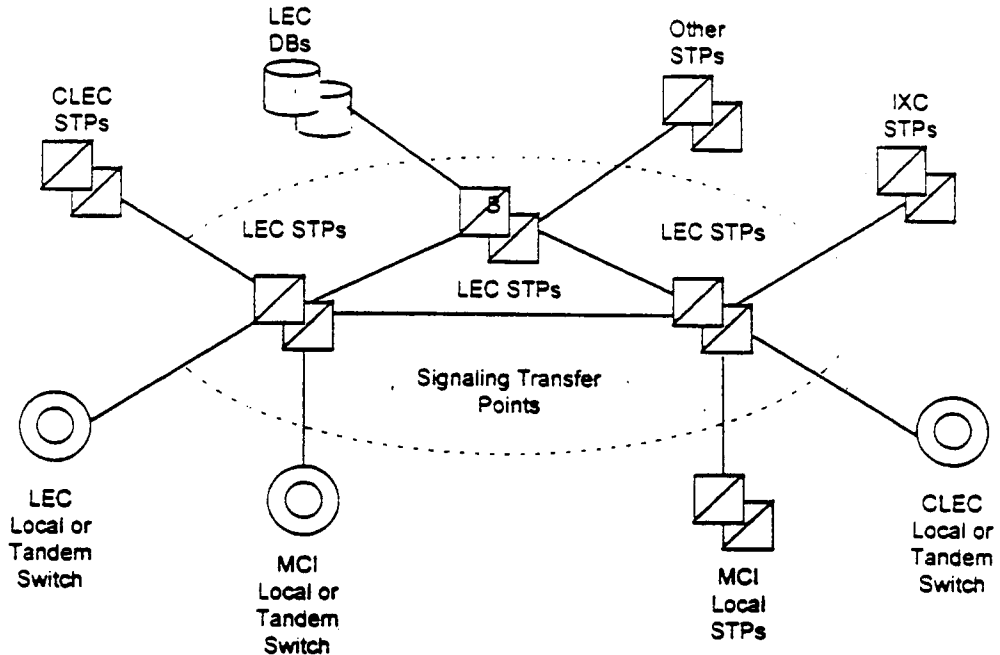 LEC
DBs
Other
STPs
CLEC
STPs
IXC
STPs
LEC STPs
LEC STPs
LEC STPs
Signaling Transfer
Points
LEC
Local or
Tandem
Switch
MCI
Local or
Tandem
Switch
MCI
Local
STPs
CLEC
Local or
Tandem
Switch